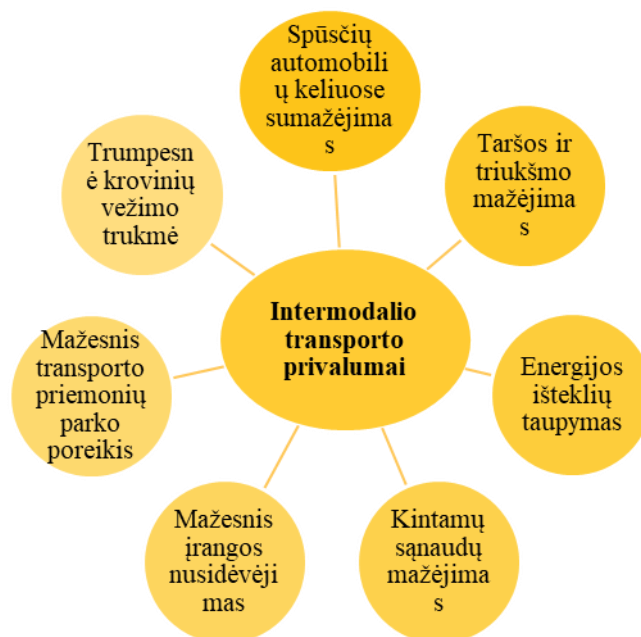 Spūsčių
automobili
ų keliuose
sumažėjima
s
Taršos ir
triukšmo
mažėjima
s
Energijos
išteklių
taupymas
Kintamų
sąnaudų
mažėjima
s
Mažesnis
įrangos
nusidėvėji
mas
Mažesnis
transporto
priemonių
parko
poreikis
Trumpesn
ė krovinių
vežimo
trukmė
Intermodalio
transporto
privalumai